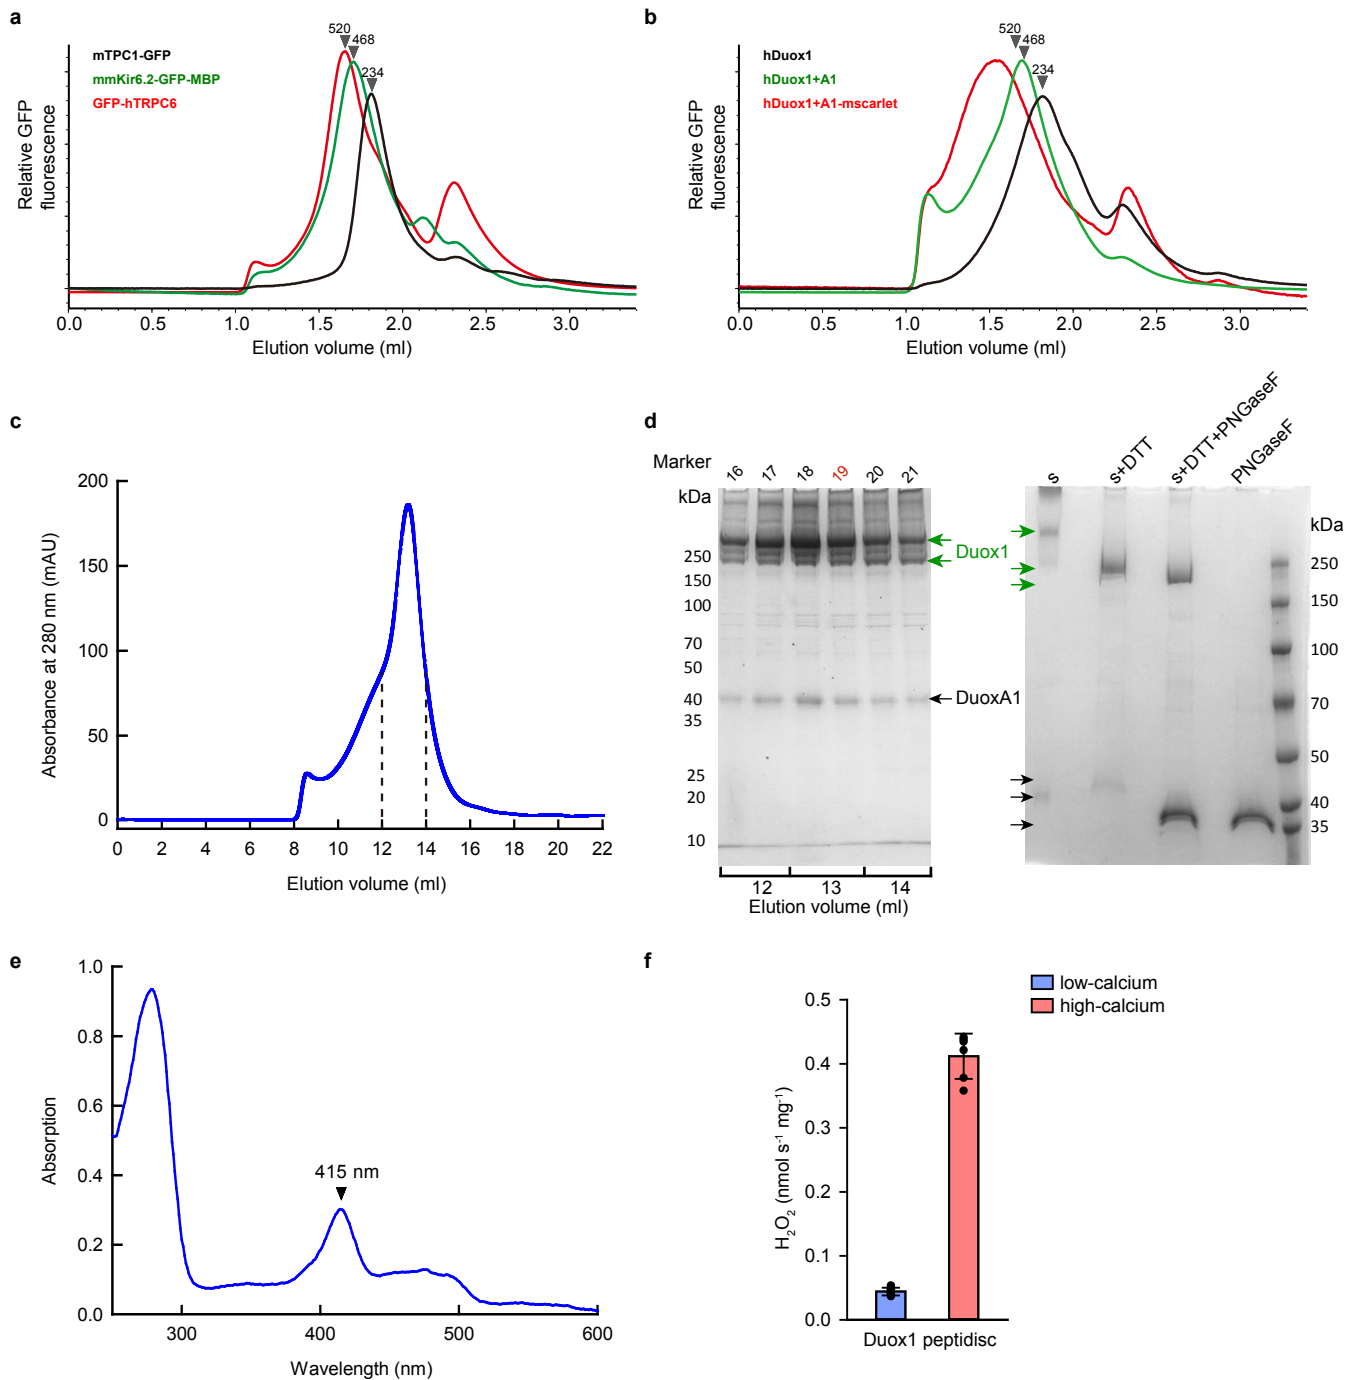 a
520
468
234
mTPC1-GFP
mmKir6.2-GFP-MBP
GFP-hTRPC6
Relative GFP
fluorescence
0.0 0.5 1.0 1.5 2.0 2.5 3.0
Elution volume (ml)
b
520
468
234
hDuox1
hDuox1+A1
hDuox1+A1-mscarlet
Relative GFP
fluorescence
0.0 0.5 1.0 1.5 2.0 2.5 3.0
Elution volume (ml)
c
200
150
100
50
0
Absorbance at 280 nm (mAU)
0 2 4 6 8 10 12 14 16 18 20 22
Elution volume (ml)
d
Marker
kDa
16 17 18 19 20 21
250
150
100
70
50
40
35
25
20
10
Duox1
DuoxA1
12 13 14
Elution volume (ml)
s
s+DTT
s+DTT+PNGaseF
PNGaseF
kDa
250
150
100
70
50
40
35
e
1.0
0.8
0.6
0.4
0.2
0.0
Absorption
415 nm
300 400 500 600
Wavelength (nm)
f
low-calcium
high-calcium
0.5
0.4
0.3
0.2
0.1
0.0
H₂O₂ (nmol s⁻¹ mg⁻¹)
Duox1 peptidisc